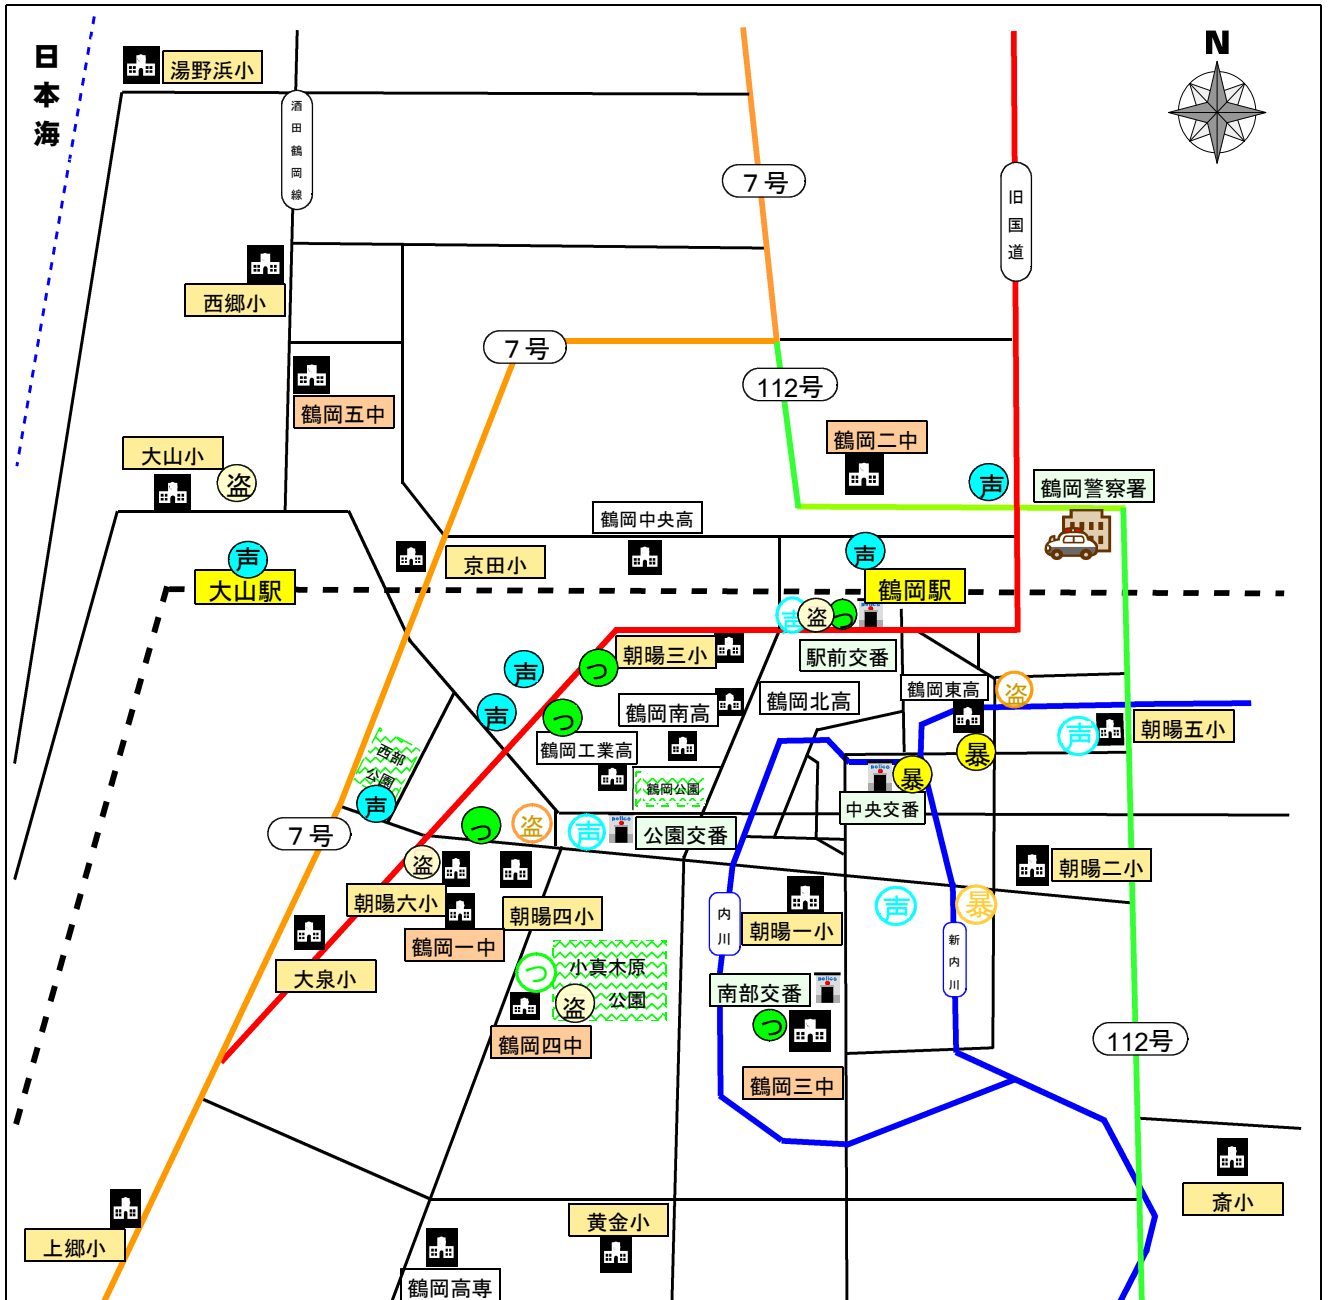 日本海
湯野浜小
N
酒田鶴岡線
7号
旧国道
西郷小
7号
112号
鶴岡五中
鶴岡二中
大山小
盗
声
鶴岡警察署
鶴岡中央高
声
声
京田小
大山駅
鶴岡駅
声
盗
つ
police
朝暘三小
駅前交番
つ
声
鶴岡東高
盗
鶴岡北高
鶴岡南高
声
つ
朝暘五小
声
鶴岡工業高
暴
西部
公園
police
暴
鶴岡公園
声
中央交番
7号
つ
盗
声
police
公園交番
盗
朝暘二小
朝暘六小
朝暘四小
声
暴
内川
朝暘一小
鶴岡一中
新内川
大泉小
つ
小真木原
公園
盗
南部交番
police
つ
鶴岡四中
112号
鶴岡三中
斎小
黄金小
上郷小
鶴岡高専